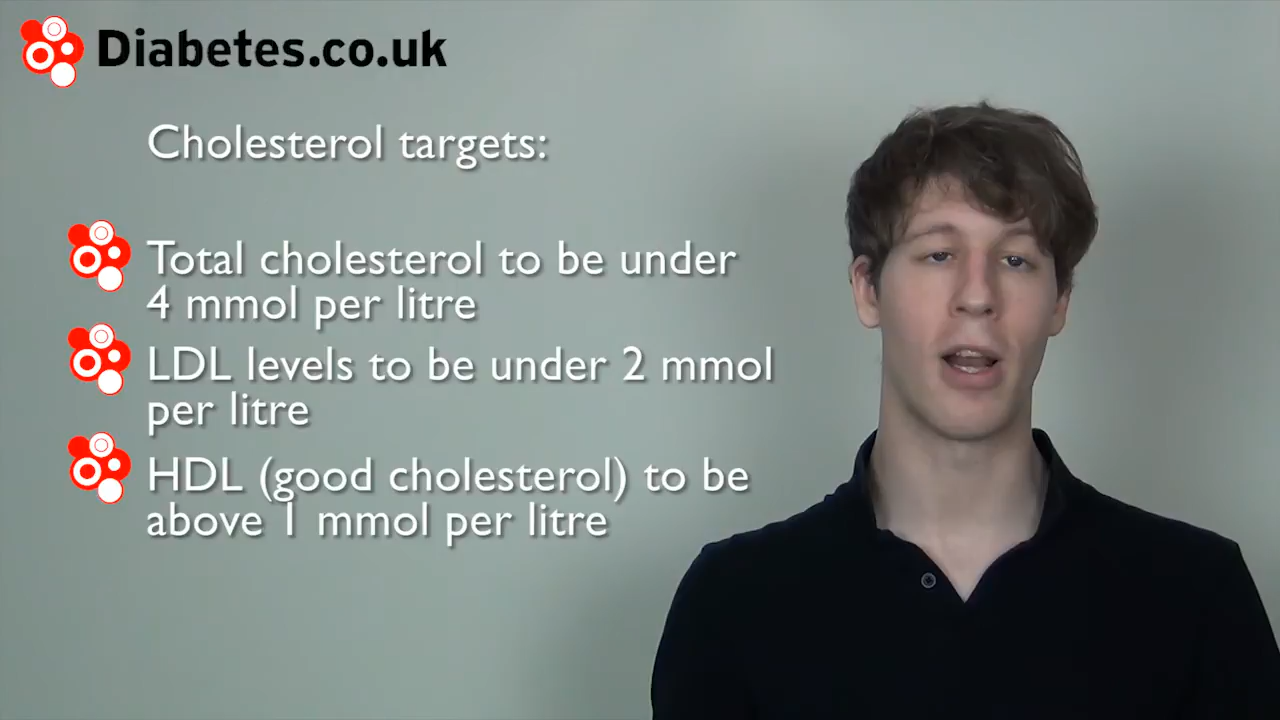 Diabetes.co.uk
Cholesterol targets:
Total cholesterol to be under
4 mmol per litre
LDL levels to be under 2 mmol
per litre
HDL (good cholesterol) to be
above 1 mmol per litre